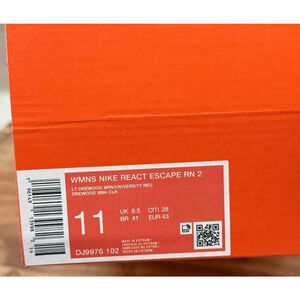 WMNS NIKE REACT ESCAPE RN 2
LT OREWOOD BRN/UNIVERSITY RED
OREWOOD BRN CLR
11
UK 8.5 cm 28
BR 41 EUR 43
DJ9976 102